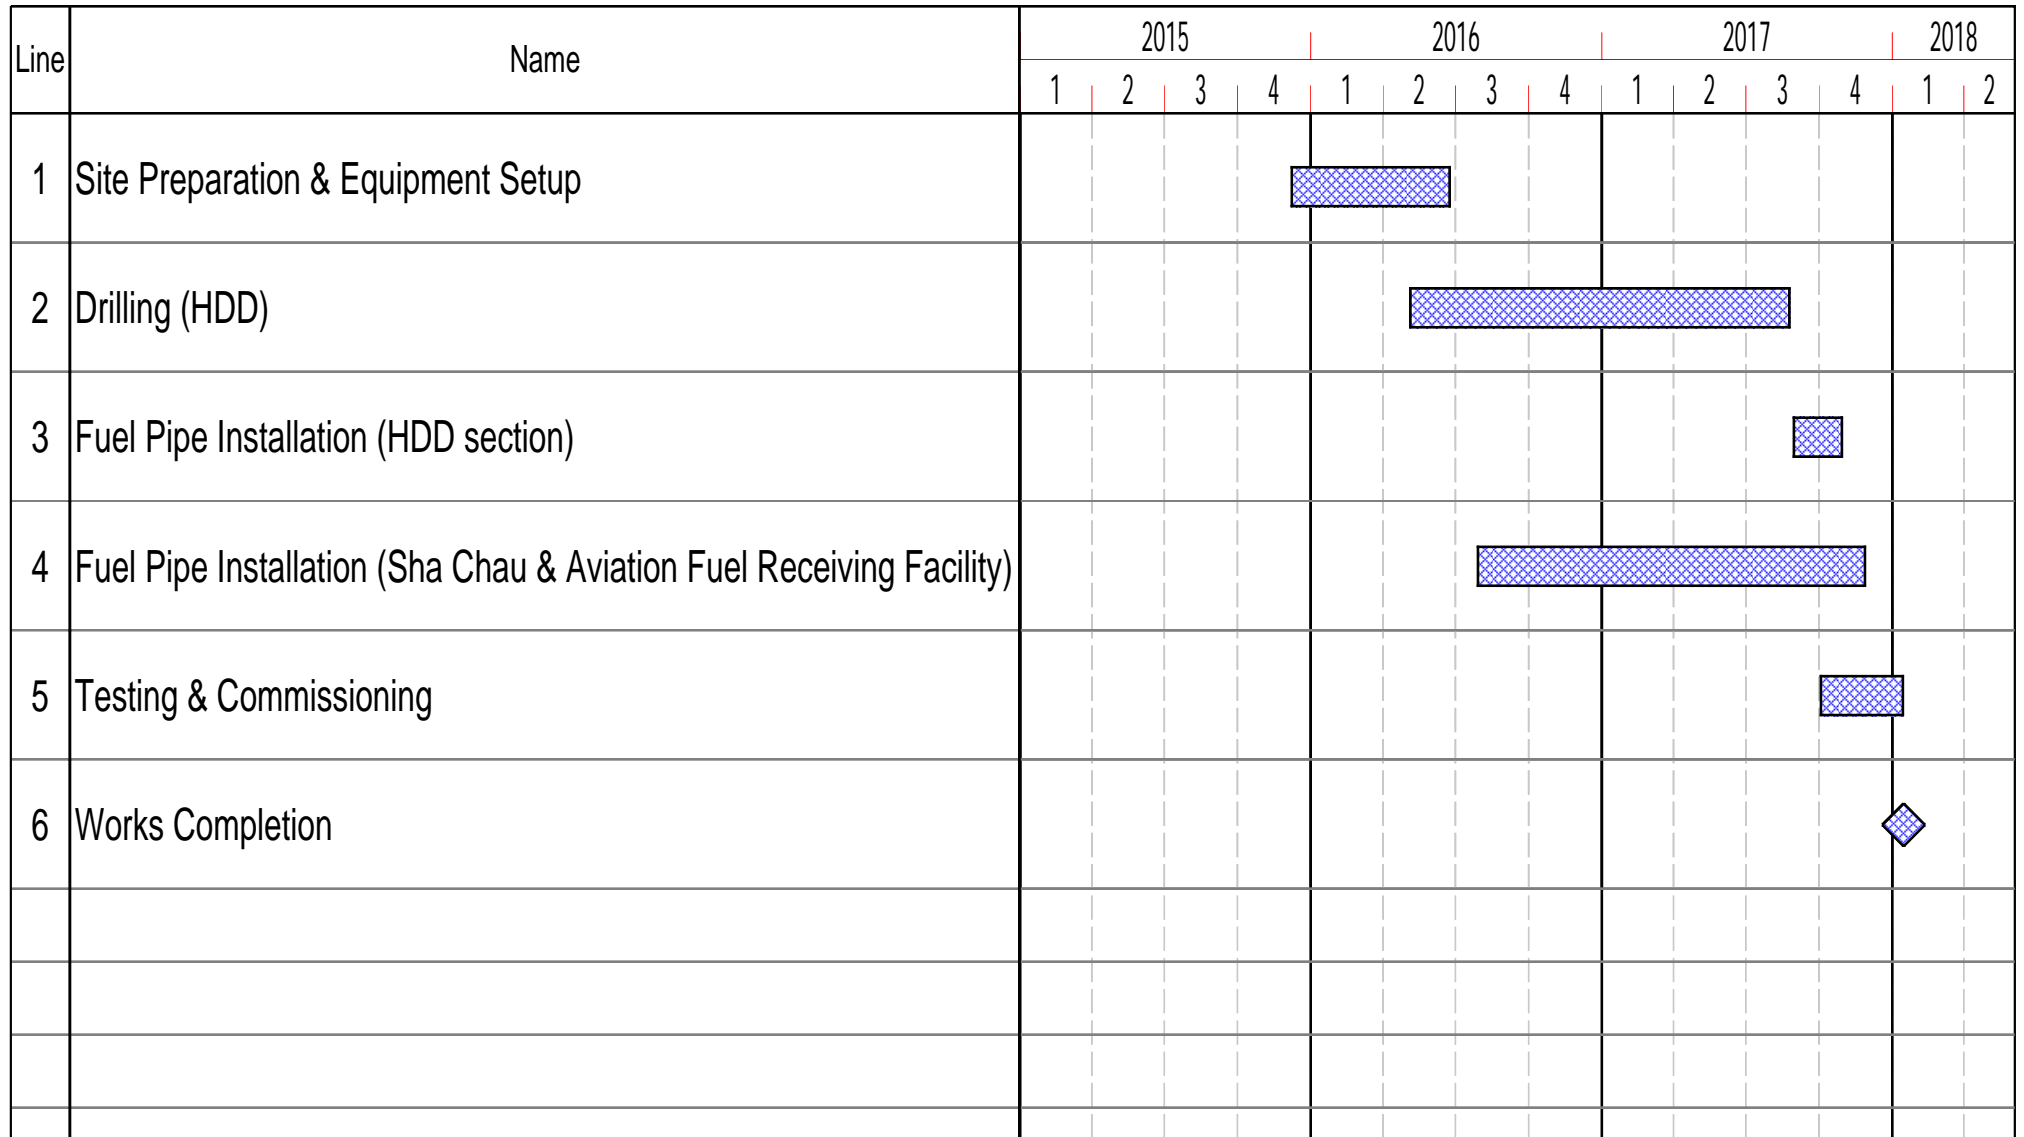 Line Name 2015 2016 2017 2018
1 2 3 4 1 2 3 4 1 2 3 4 1 2
1 Site Preparation & Equipment Setup
2 Drilling (HDD)
3 Fuel Pipe Installation (HDD section)
4 Fuel Pipe Installation (Sha Chau & Aviation Fuel Receiving Facility)
5 Testing & Commissioning
6 Works Completion